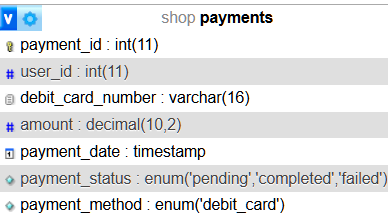 v shop payments
payment_id : int(11)
# user_id : int(11)
debit_card_number : varchar(16)
# amount : decimal(10,2)
payment_date : timestamp
payment_status : enum('pending','completed','failed')
payment_method : enum('debit_card')